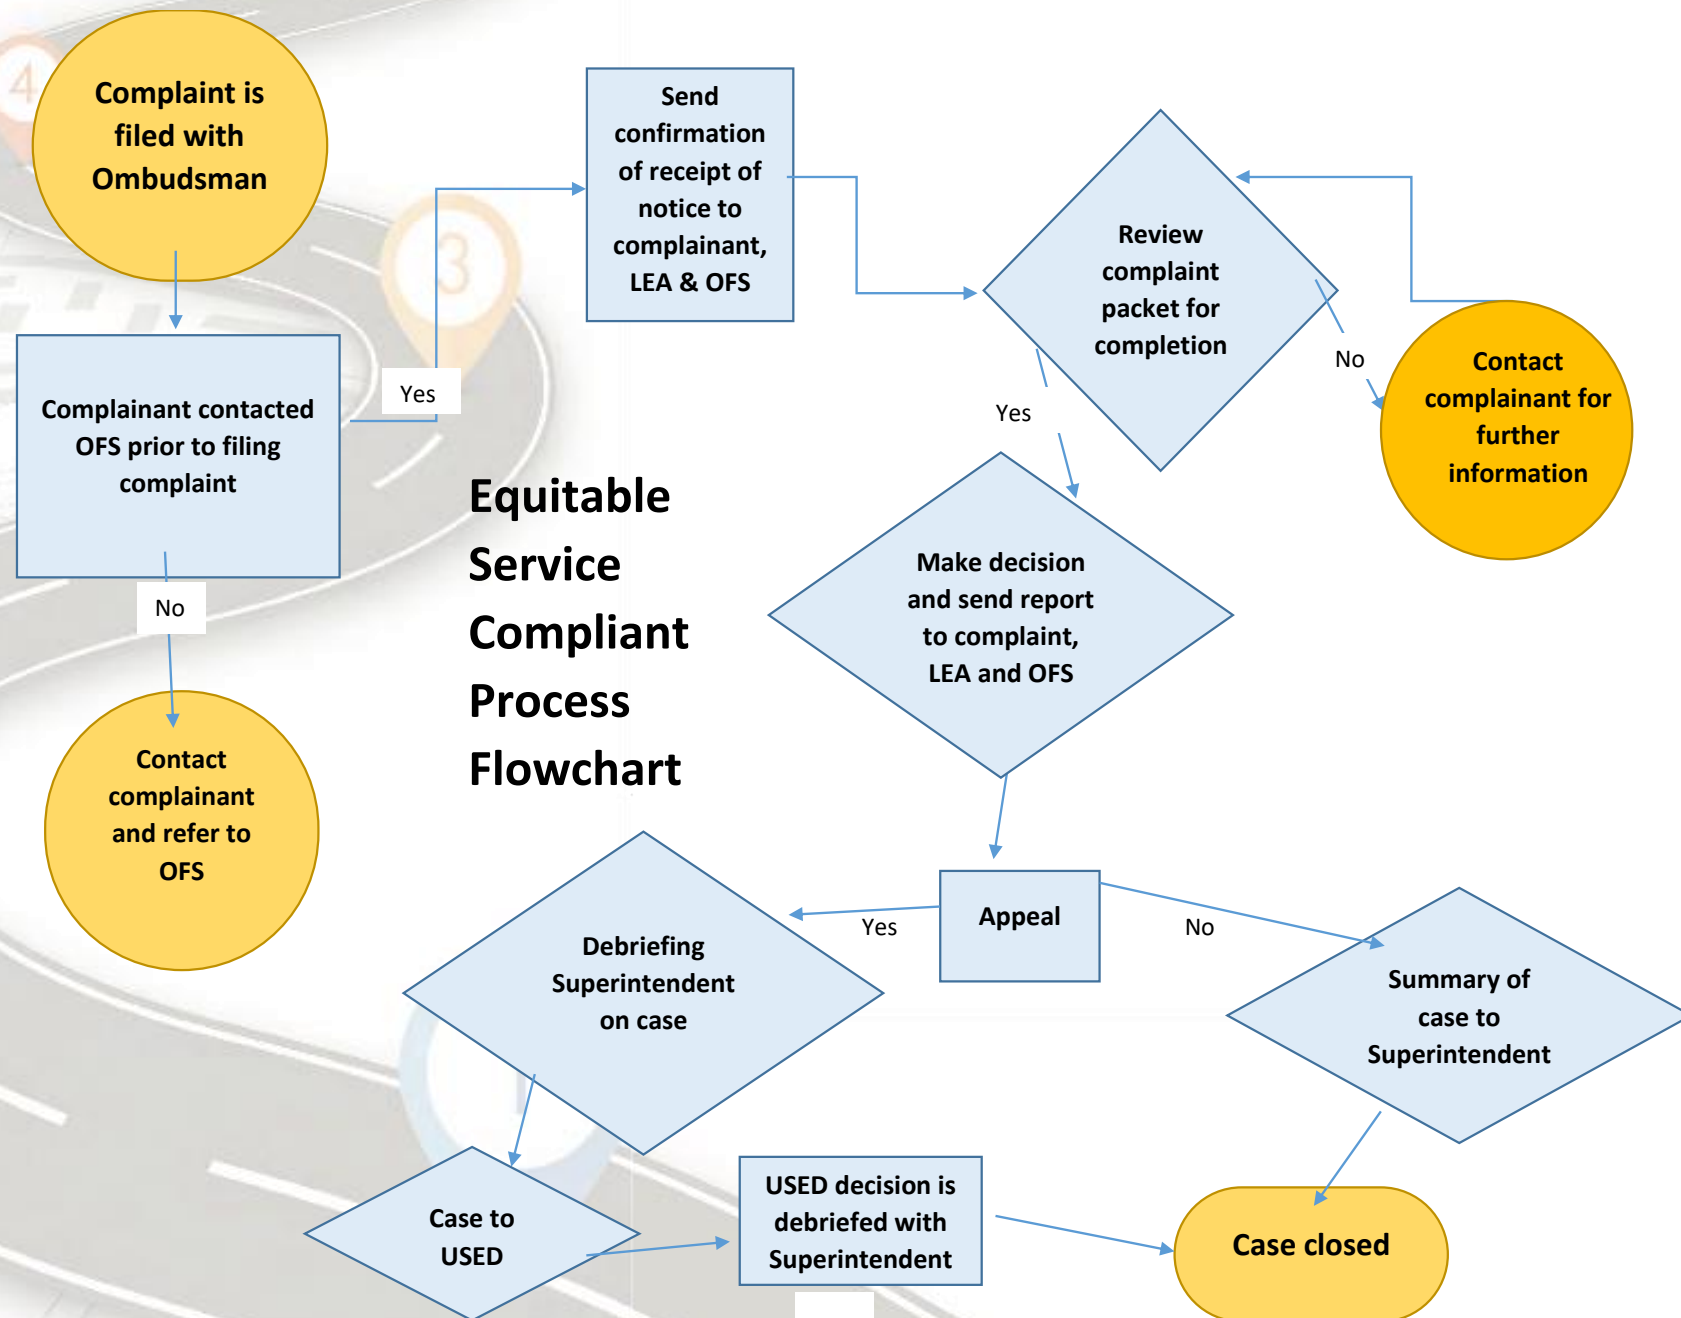 4
Complaint is
filed with
Ombudsman
Send
confirmation
of receipt of
notice to
complainant,
LEA & OFS
3
Review
complaint
packet for
completion
Yes
No
Contact
complainant for
further
information
Complainant contacted
OFS prior to filing
complaint
Yes
No
Equitable
Service
Compliant
Process
Flowchart
Make decision
and send report
to complaint,
LEA and OFS
Contact
complainant
and refer to
OFS
Appeal
Yes
No
Debriefing
Superintendent
on case
Summary of
case to
Superintendent
1
Case to
USED
USED decision is
debriefed with
Superintendent
Case closed